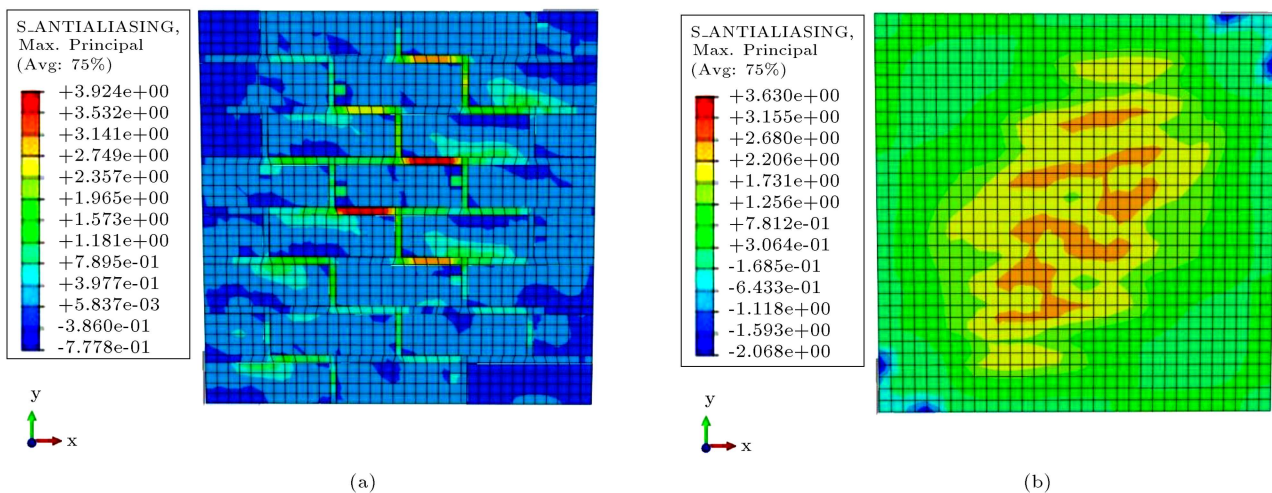 S_ANTIALIASING,
Max. Principal
(Avg: 75%)
+3.924e+00
+3.532e+00
+3.141e+00
+2.749e+00
+2.357e+00
+1.965e+00
+1.573e+00
+1.181e+00
+7.895e-01
+3.977e-01
+5.837e-03
-3.860e-01
-7.778e-01
y
x
(a)
S_ANTIALIASING,
Max. Principal
(Avg: 75%)
+3.630e+00
+3.155e+00
+2.680e+00
+2.206e+00
+1.731e+00
+1.256e+00
+7.812e-01
+3.064e-01
-1.685e-01
-6.433e-01
-1.118e+00
-1.593e+00
-2.068e+00
y
x
(b)